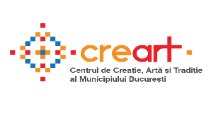 creart
Centrul de Creație, Artă și Tradiție
al Municipiului București